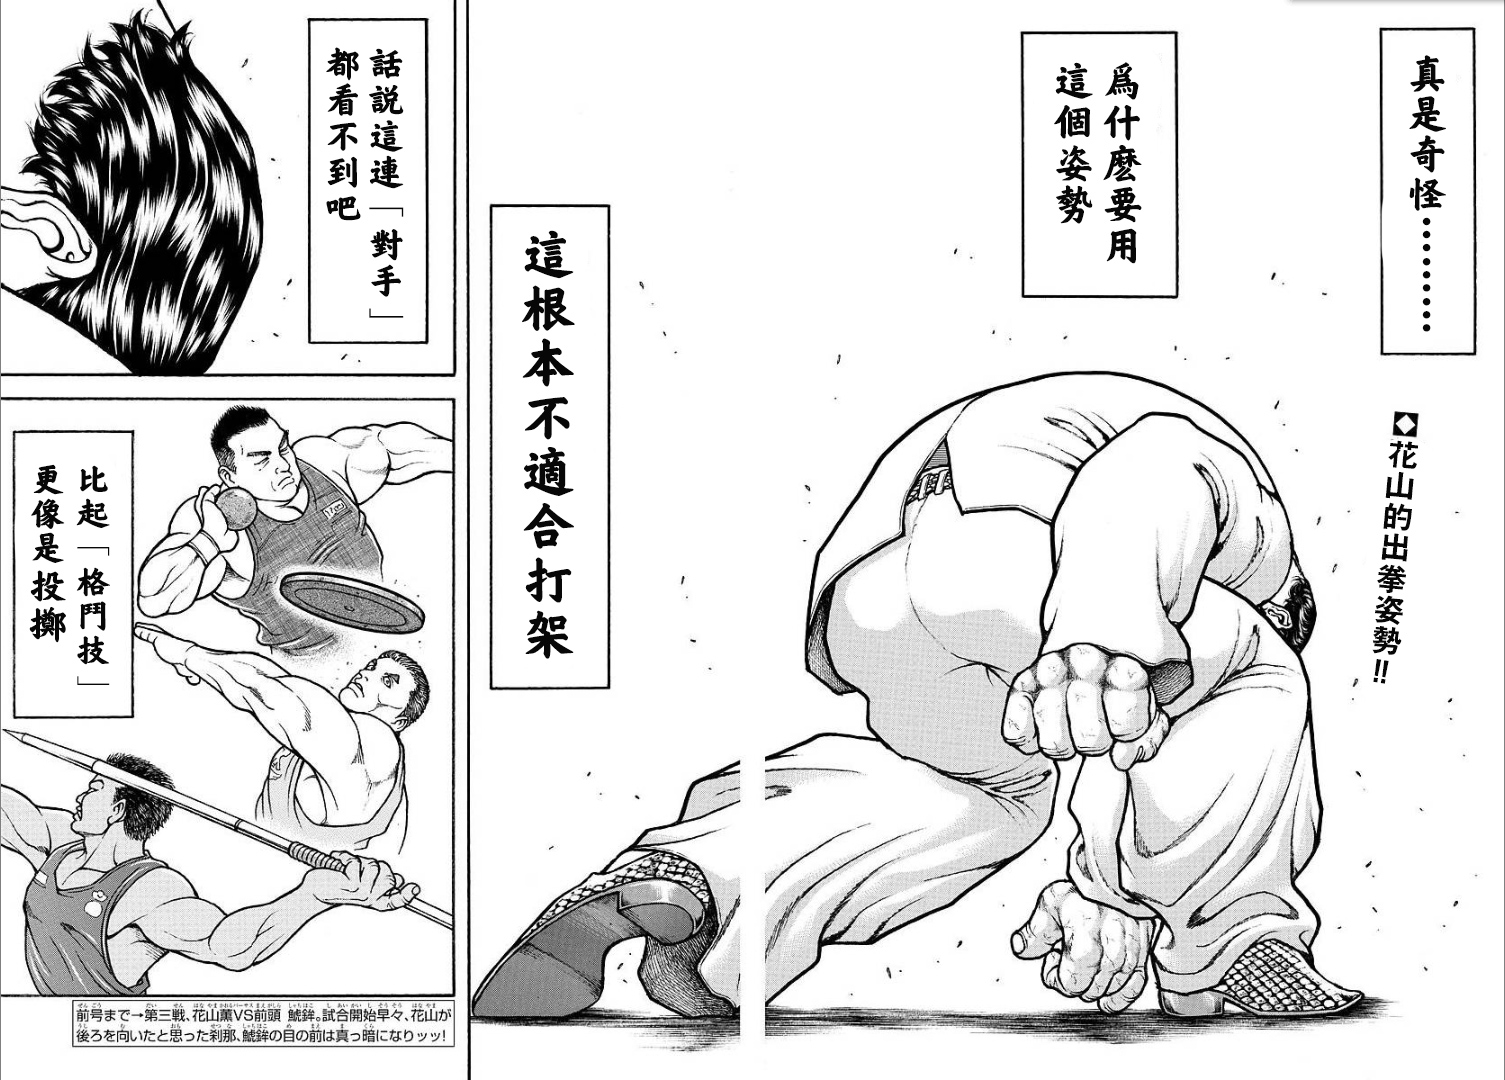 真是奇怪………
◆花山的出拳姿勢!!
爲什麽要用
這個姿勢
這根本不適合打架
話説這連「對手」
都看不到吧
比起「格鬥技」
更像是投擲
前号まで→第三戦、花山薫VS前頭 鯱鉾。試合開始早々、花山が
後ろを向いたと思った刹那、鯱鉾の目の前は真っ暗になりッッ!